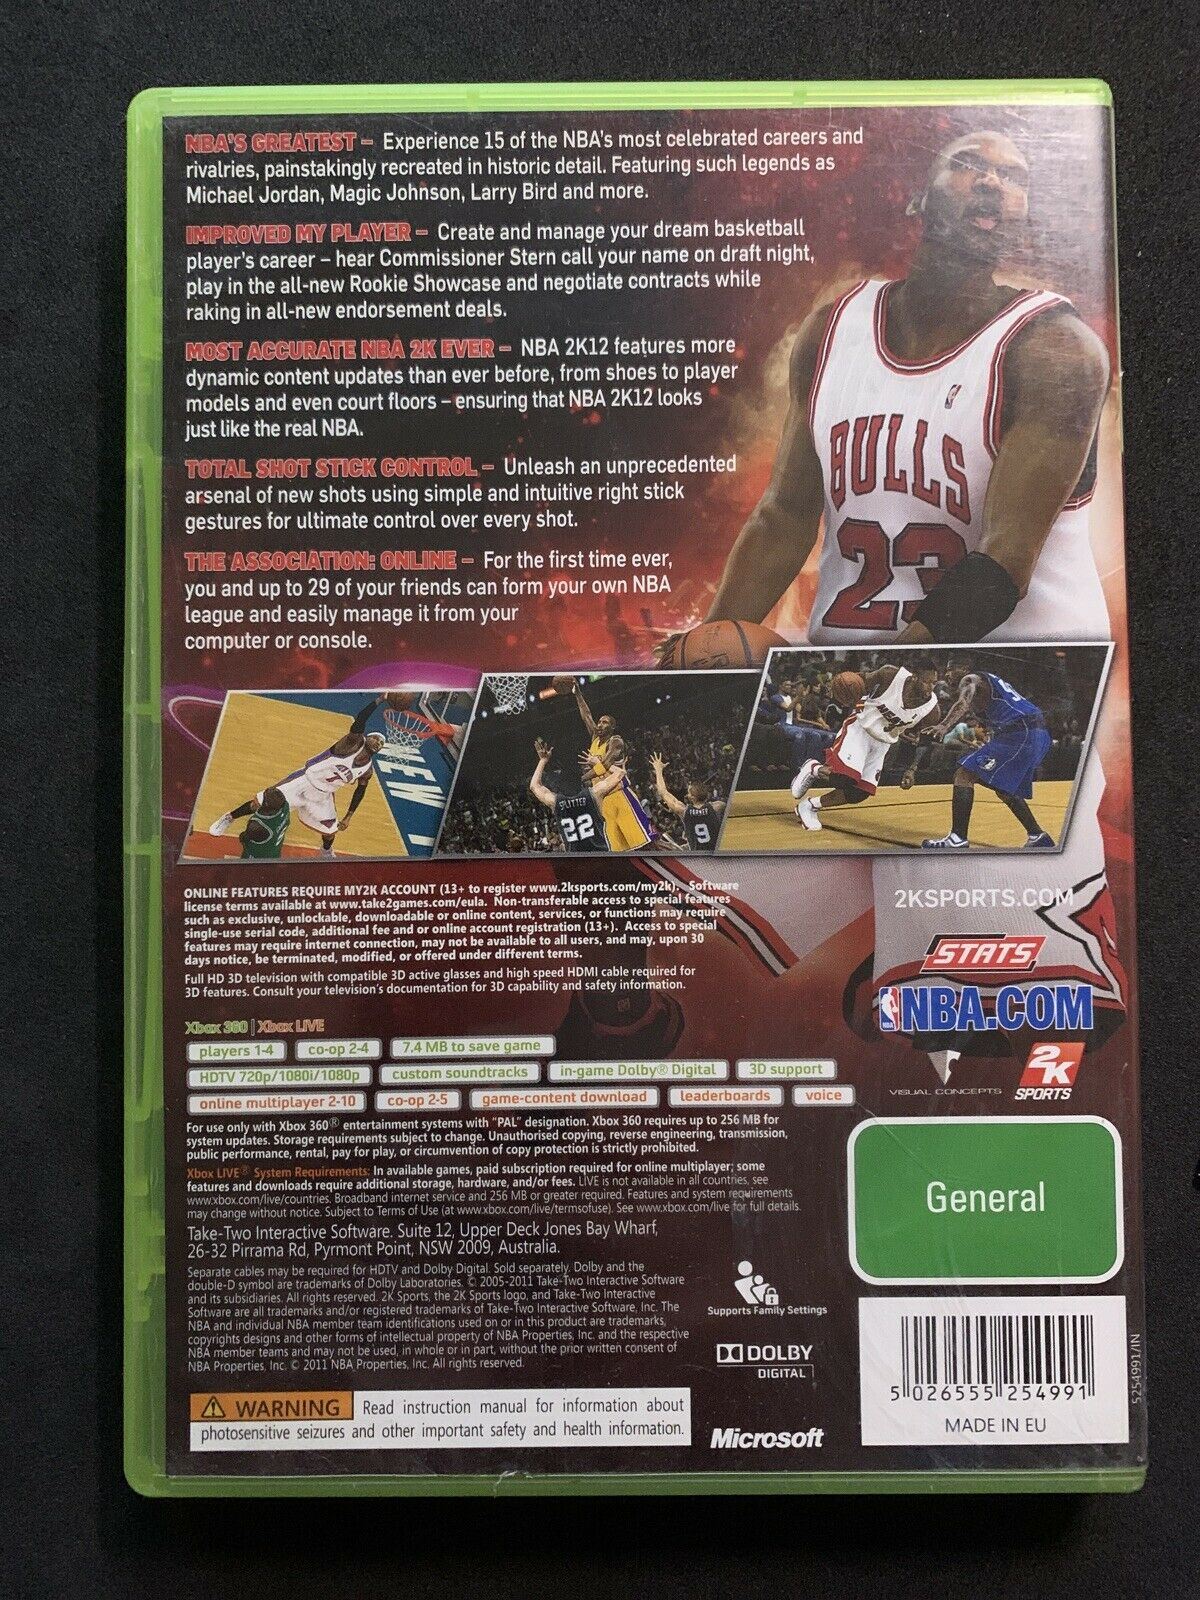 NBA'S GREATEST – Experience 15 of the NBA's most celebrated careers and
rivalries, painstakingly recreated in historic detail. Featuring such legends as
Michael Jordan, Magic Johnson, Larry Bird and more.
IMPROVED MY PLAYER – Create and manage your dream basketball
player's career – hear Commissioner Stern call your name on draft night,
play in the all-new Rookie Showcase and negotiate contracts while
raking in all-new endorsement deals.
MOST ACCURATE NBA 2K EVER – NBA 2K12 features more
dynamic content updates than ever before, from shoes to player
models and even court floors – ensuring that NBA 2K12 looks
just like the real NBA.
TOTAL SHOT STICK CONTROL – Unleash an unprecedented
arsenal of new shots using simple and intuitive right stick
gestures for ultimate control over every shot.
THE ASSOCIATION: ONLINE – For the first time ever,
you and up to 29 of your friends can form your own NBA
league and easily manage it from your
computer or console.
BULLS
23
NEW
SPLITTER
22
9
ONLINE FEATURES REQUIRE MY2K ACCOUNT (13+ to register www.2ksports.com/my2k). Software
license terms available at www.take2games.com/eula. Non-transferable access to special features
such as exclusive, unlockable, downloadable or online content, services, or functions may require
single-use serial code, additional fee and or online account registration (13+). Access to special
features may require internet connection, may not be available to all users, and may, upon 30
days notice, be terminated, modified, or offered under different terms.
Full HD 3D television with compatible 3D active glasses and high speed HDMI cable required for
3D features. Consult your television's documentation for 3D capability and safety information.
2KSPORTS.COM
STATS
NBA
NBA.COM
VISUAL CONCEPTS
2K
SPORTS
Xbox 360 | Xbox LIVE
players 1-4 co-op 2-4 7.4 MB to save game
HDTV 720p/1080i/1080p custom soundtracks in-game Dolby® Digital 3D support
online multiplayer 2-10 co-op 2-5 game-content download leaderboards voice
For use only with Xbox 360® entertainment systems with "PAL" designation. Xbox 360 requires up to 256 MB for
system updates. Storage requirements subject to change. Unauthorised copying, reverse engineering, transmission,
public performance, rental, pay for play, or circumvention of copy protection is strictly prohibited.
Xbox LIVE® System Requirements: In available games, paid subscription required for online multiplayer; some
features and downloads require additional storage, hardware, and/or fees. LIVE is not available in all countries, see
www.xbox.com/live/countries. Broadband internet service and 256 MB or greater required. Features and system requirements
may change without notice. Subject to Terms of Use (at www.xbox.com/live/termsofuse). See www.xbox.com/live for full details.
Take-Two Interactive Software. Suite 12, Upper Deck Jones Bay Wharf,
26-32 Pirrama Rd, Pyrmont Point, NSW 2009, Australia.
Separate cables may be required for HDTV and Dolby Digital. Sold separately. Dolby and the
double-D symbol are trademarks of Dolby Laboratories. © 2005-2011 Take-Two Interactive Software
and its subsidiaries. All rights reserved. 2K Sports, the 2K Sports logo, and Take-Two Interactive
Software are all trademarks and/or registered trademarks of Take-Two Interactive Software, Inc. The
NBA and individual NBA member team identifications used on or in this product are trademarks,
copyrights designs and other forms of intellectual property of NBA Properties, Inc. and the respective
NBA member teams and may not be used, in whole or in part, without the prior written consent of
NBA Properties, Inc. © 2011 NBA Properties, Inc. All rights reserved.
General
Supports Family Settings
DOLBY
DIGITAL
WARNING Read instruction manual for information about
photosensitive seizures and other important safety and health information.
Microsoft
5 026555 254991
MADE IN EU
5254991/IN